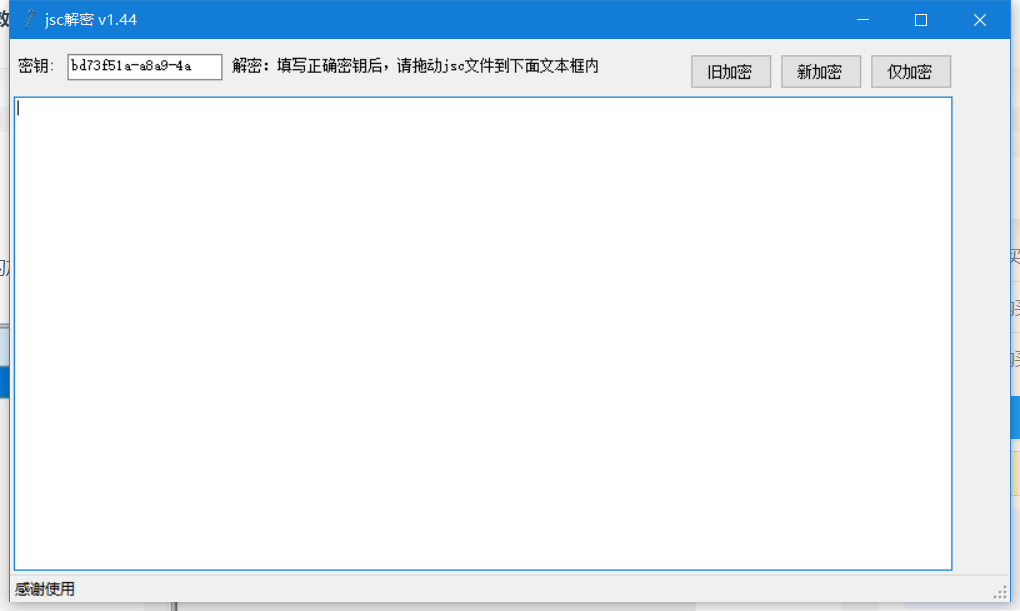 jsc解密 v1.44
密钥: bd73f51a-a8a9-4a 解密：填写正确密钥后，请拖动jsc文件到下面文本框内 旧加密 新加密 仅加密
感谢使用